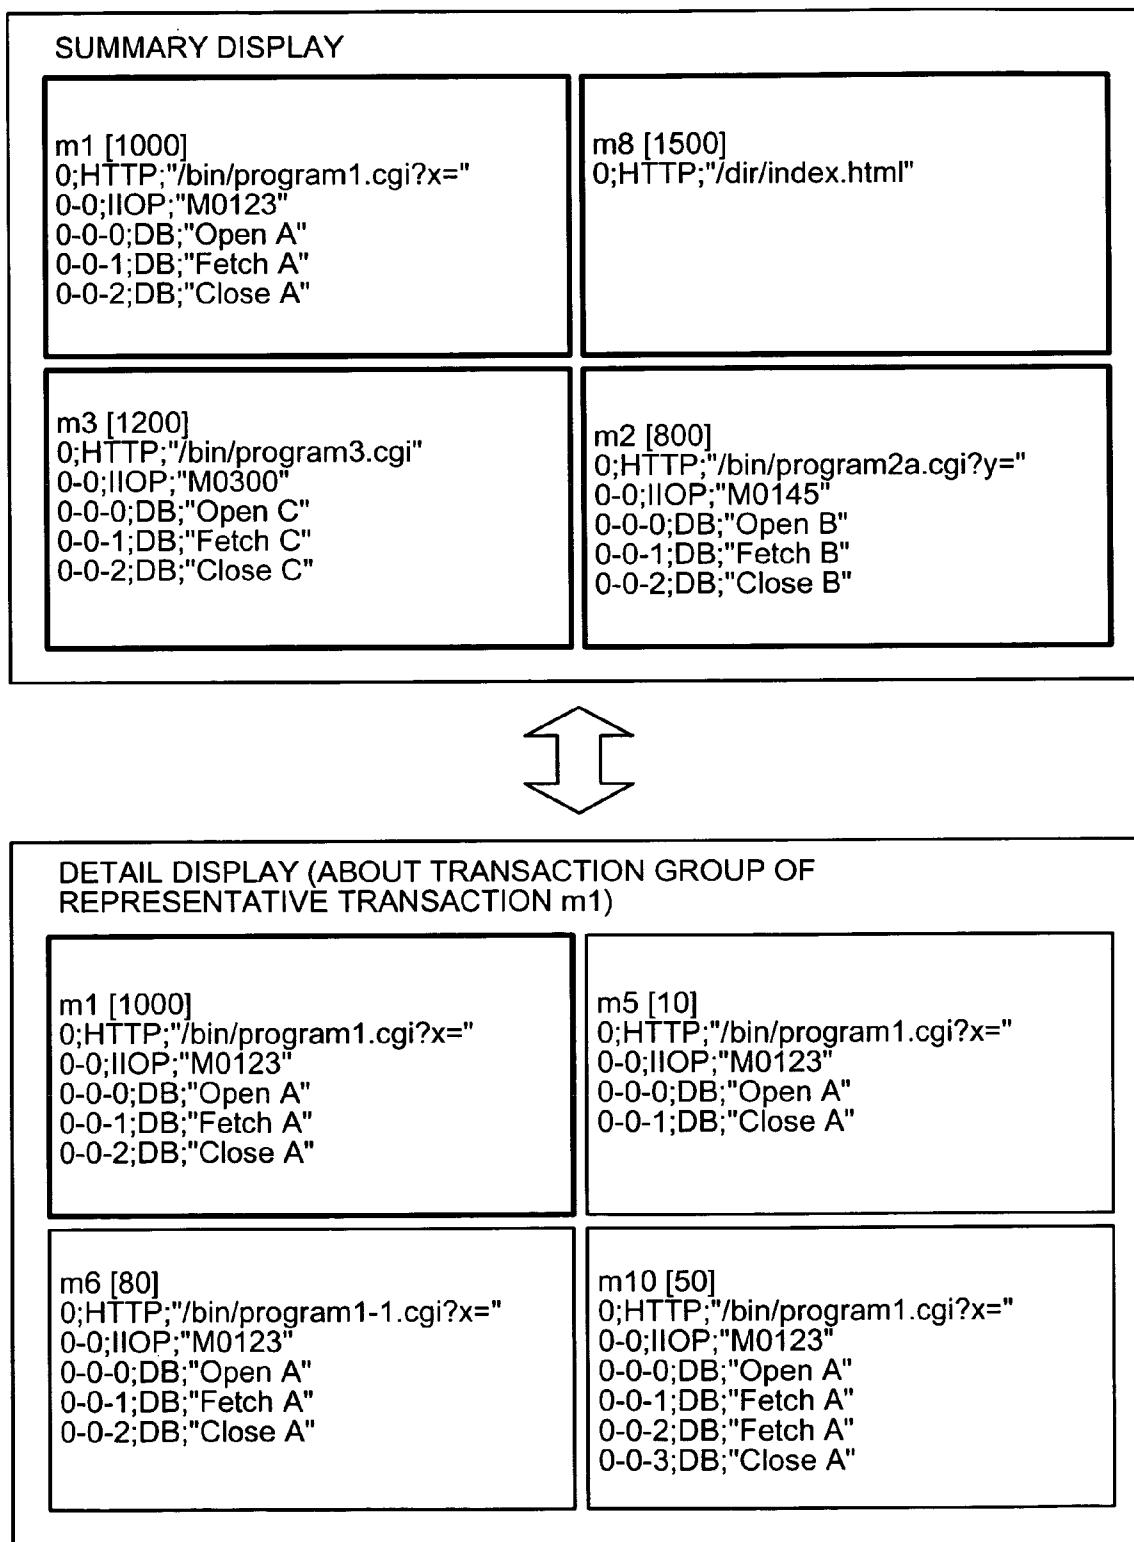 SUMMARY DISPLAY
m1 [1000]
0;HTTP;"/bin/program1.cgi?x="
0-0;IIOP;"M0123"
0-0-0;DB;"Open A"
0-0-1;DB;"Fetch A"
0-0-2;DB;"Close A"
m8 [1500]
0;HTTP;"/dir/index.html"
m3 [1200]
0;HTTP;"/bin/program3.cgi"
0-0;IIOP;"M0300"
0-0-0;DB;"Open C"
0-0-1;DB;"Fetch C"
0-0-2;DB;"Close C"
m2 [800]
0;HTTP;"/bin/program2a.cgi?y="
0-0;IIOP;"M0145"
0-0-0;DB;"Open B"
0-0-1;DB;"Fetch B"
0-0-2;DB;"Close B"
DETAIL DISPLAY (ABOUT TRANSACTION GROUP OF
REPRESENTATIVE TRANSACTION m1)
m1 [1000]
0;HTTP;"/bin/program1.cgi?x="
0-0;IIOP;"M0123"
0-0-0;DB;"Open A"
0-0-1;DB;"Fetch A"
0-0-2;DB;"Close A"
m5 [10]
0;HTTP;"/bin/program1.cgi?x="
0-0;IIOP;"M0123"
0-0-0;DB;"Open A"
0-0-1;DB;"Close A"
m6 [80]
0;HTTP;"/bin/program1-1.cgi?x="
0-0;IIOP;"M0123"
0-0-0;DB;"Open A"
0-0-1;DB;"Fetch A"
0-0-2;DB;"Close A"
m10 [50]
0;HTTP;"/bin/program1.cgi?x="
0-0;IIOP;"M0123"
0-0-0;DB;"Open A"
0-0-1;DB;"Fetch A"
0-0-2;DB;"Fetch A"
0-0-3;DB;"Close A"